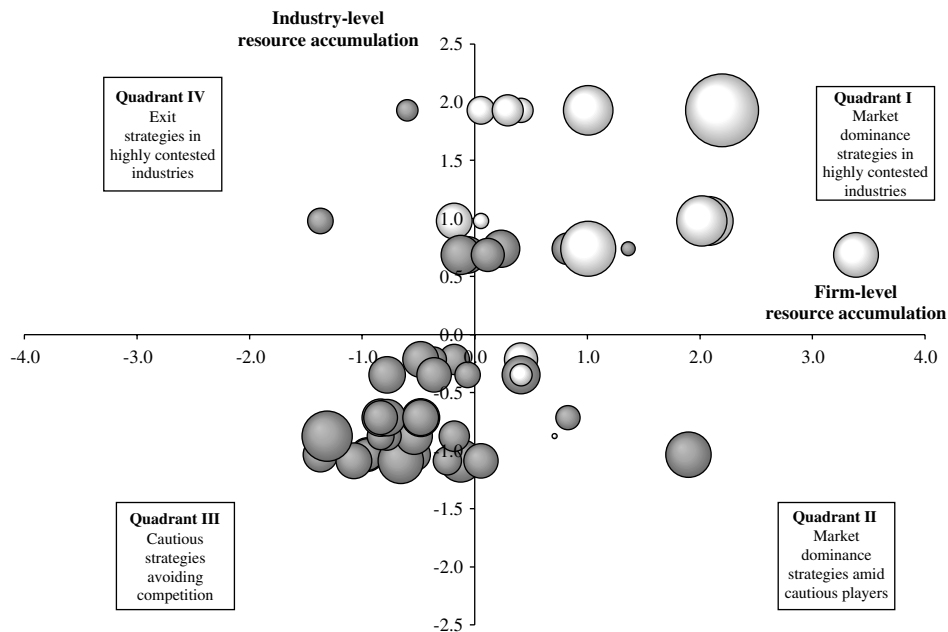 Industry-level
resource accumulation
2.5
Quadrant IV
Exit
strategies in
highly contested
industries
Quadrant I
Market
dominance
strategies in
highly contested
industries
2.0
1.5
1.0
0.5
Firm-level
resource accumulation
0.0
-4.0
-3.0
-2.0
-1.0
0.0
1.0
2.0
3.0
4.0
-0.5
-1.0
-1.5
Quadrant III
Cautious
strategies
avoiding
competition
Quadrant II
Market
dominance
strategies amid
cautious players
-2.0
-2.5